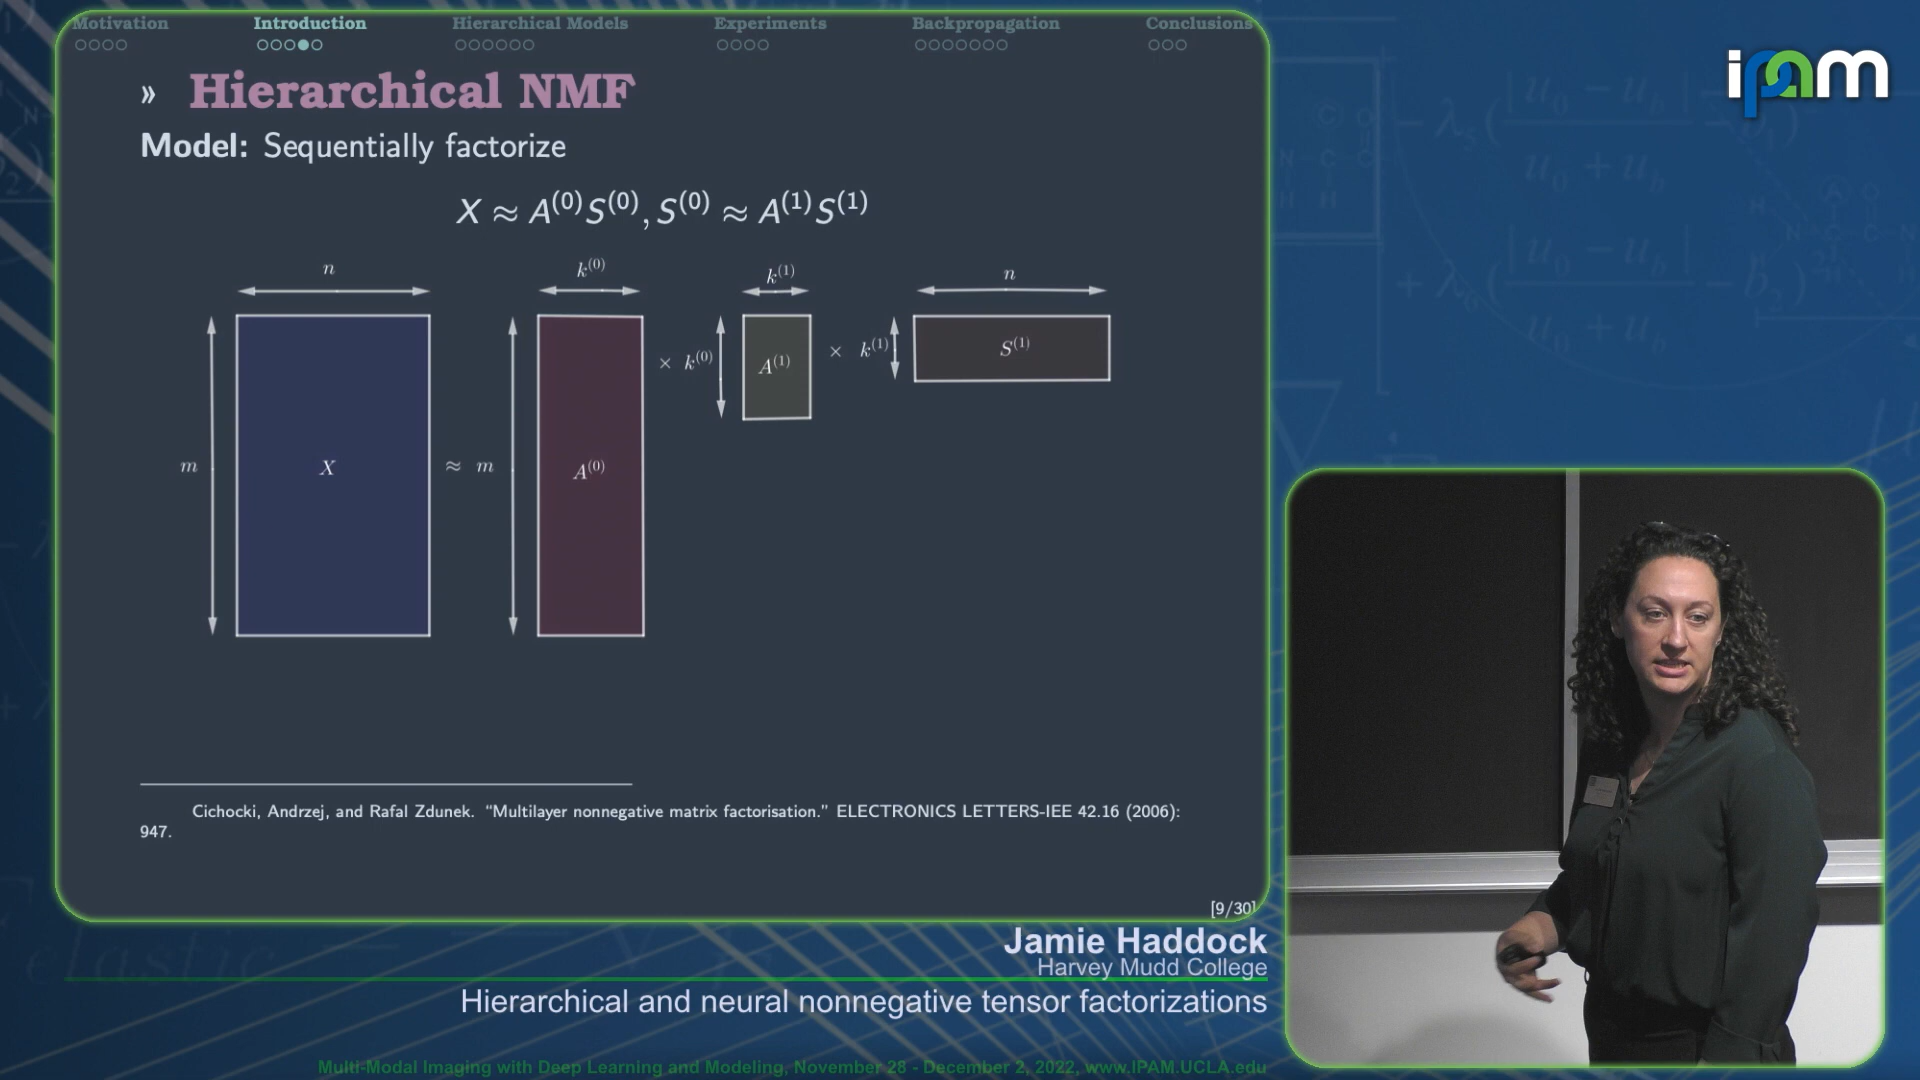 Motivation Introduction Hierarchical Models Experiments Backpropagation Conclusions
» Hierarchical NMF
Model: Sequentially factorize
X ≈ A⁽⁰⁾S⁽⁰⁾, S⁽⁰⁾ ≈ A⁽¹⁾S⁽¹⁾
n k⁽⁰⁾ k⁽¹⁾ n
× k⁽⁰⁾ A⁽¹⁾ × k⁽¹⁾ S⁽¹⁾
m X ≈ m A⁽⁰⁾
Cichocki, Andrzej, and Rafal Zdunek. “Multilayer nonnegative matrix factorisation.” ELECTRONICS LETTERS-IEE 42.16 (2006):
947.
[9/30]
ipam
Jamie Haddock
Harvey Mudd College
Hierarchical and neural nonnegative tensor factorizations
Multi-Modal Imaging with Deep Learning and Modeling, November 28 - December 2, 2022, www.IPAM.UCLA.edu
elastic